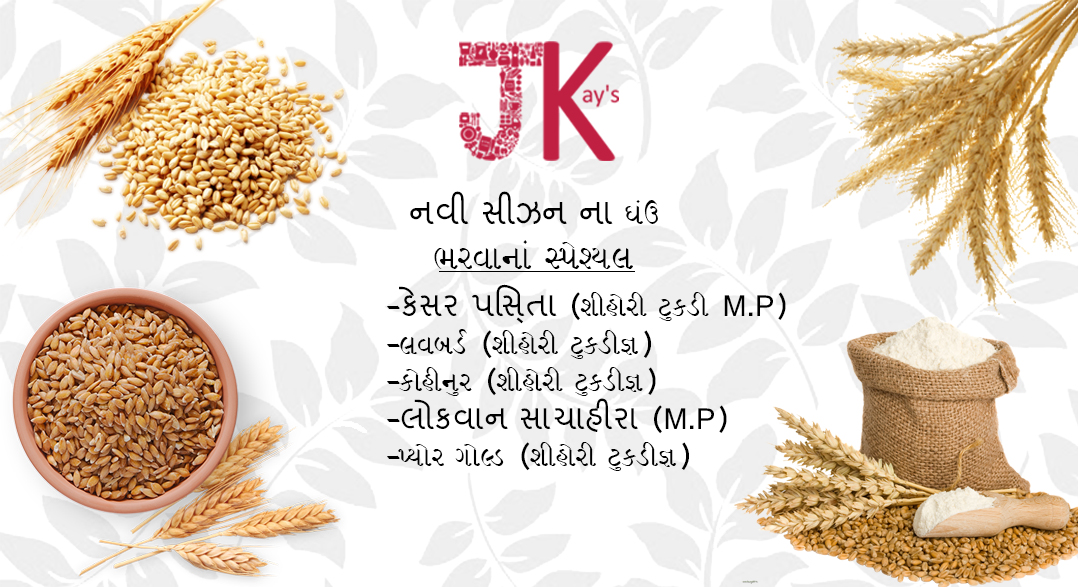 JKay's
નવી સીઝન ના ઘંઉ
ભરવાનાં સ્પેશ્યલ
-કેસર પસ્તિા (શીહોરી ટુકડી M.P)
-લવબર્ડ (શીહોરી ટુકડીજ્ઞ)
-કોહીનુર (શીહોરી ટુકડીજ્ઞ)
-લોકવાન સાચાહીરા (M.P)
-પ્યોર ગોલ્ડ (શીહોરી ટુકડીજ્ઞ)